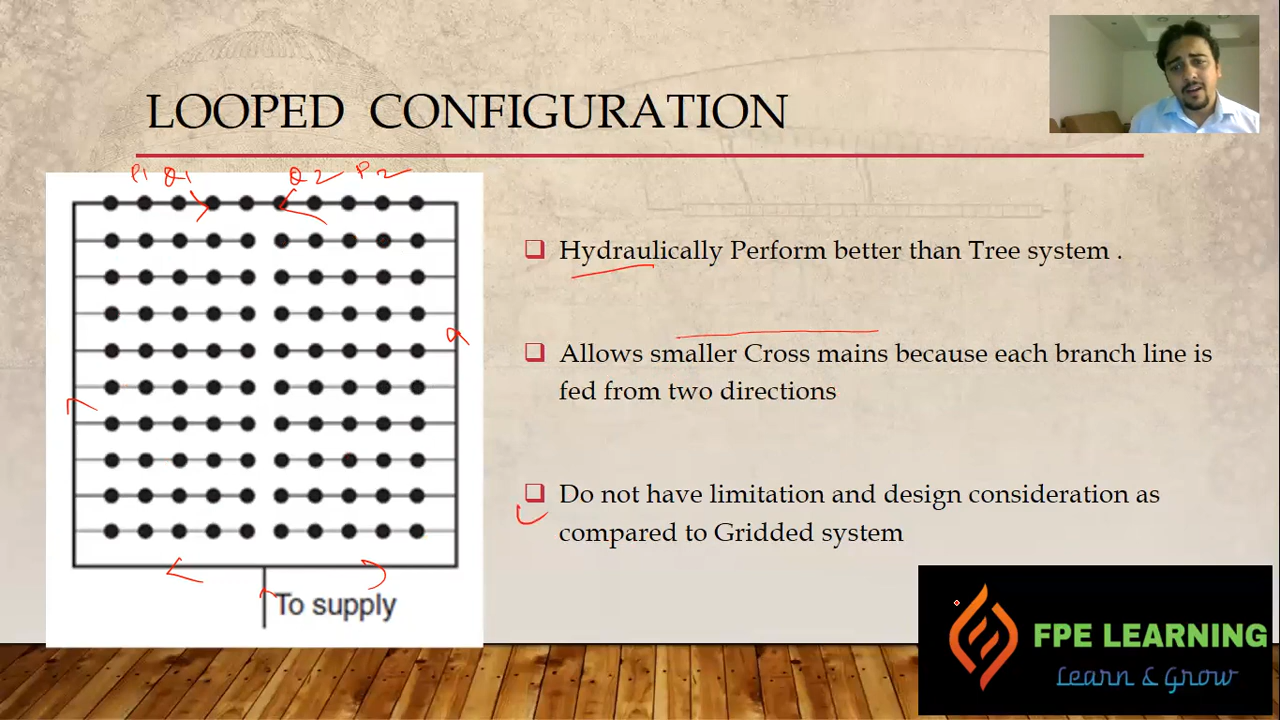 LOOPED CONFIGURATION
P1 Q1 Q2 P2
Hydraulically Perform better than Tree system .
Allows smaller Cross mains because each branch line is
fed from two directions
Do not have limitation and design consideration as
compared to Gridded system
To supply
FPE LEARNING
Learn & Grow